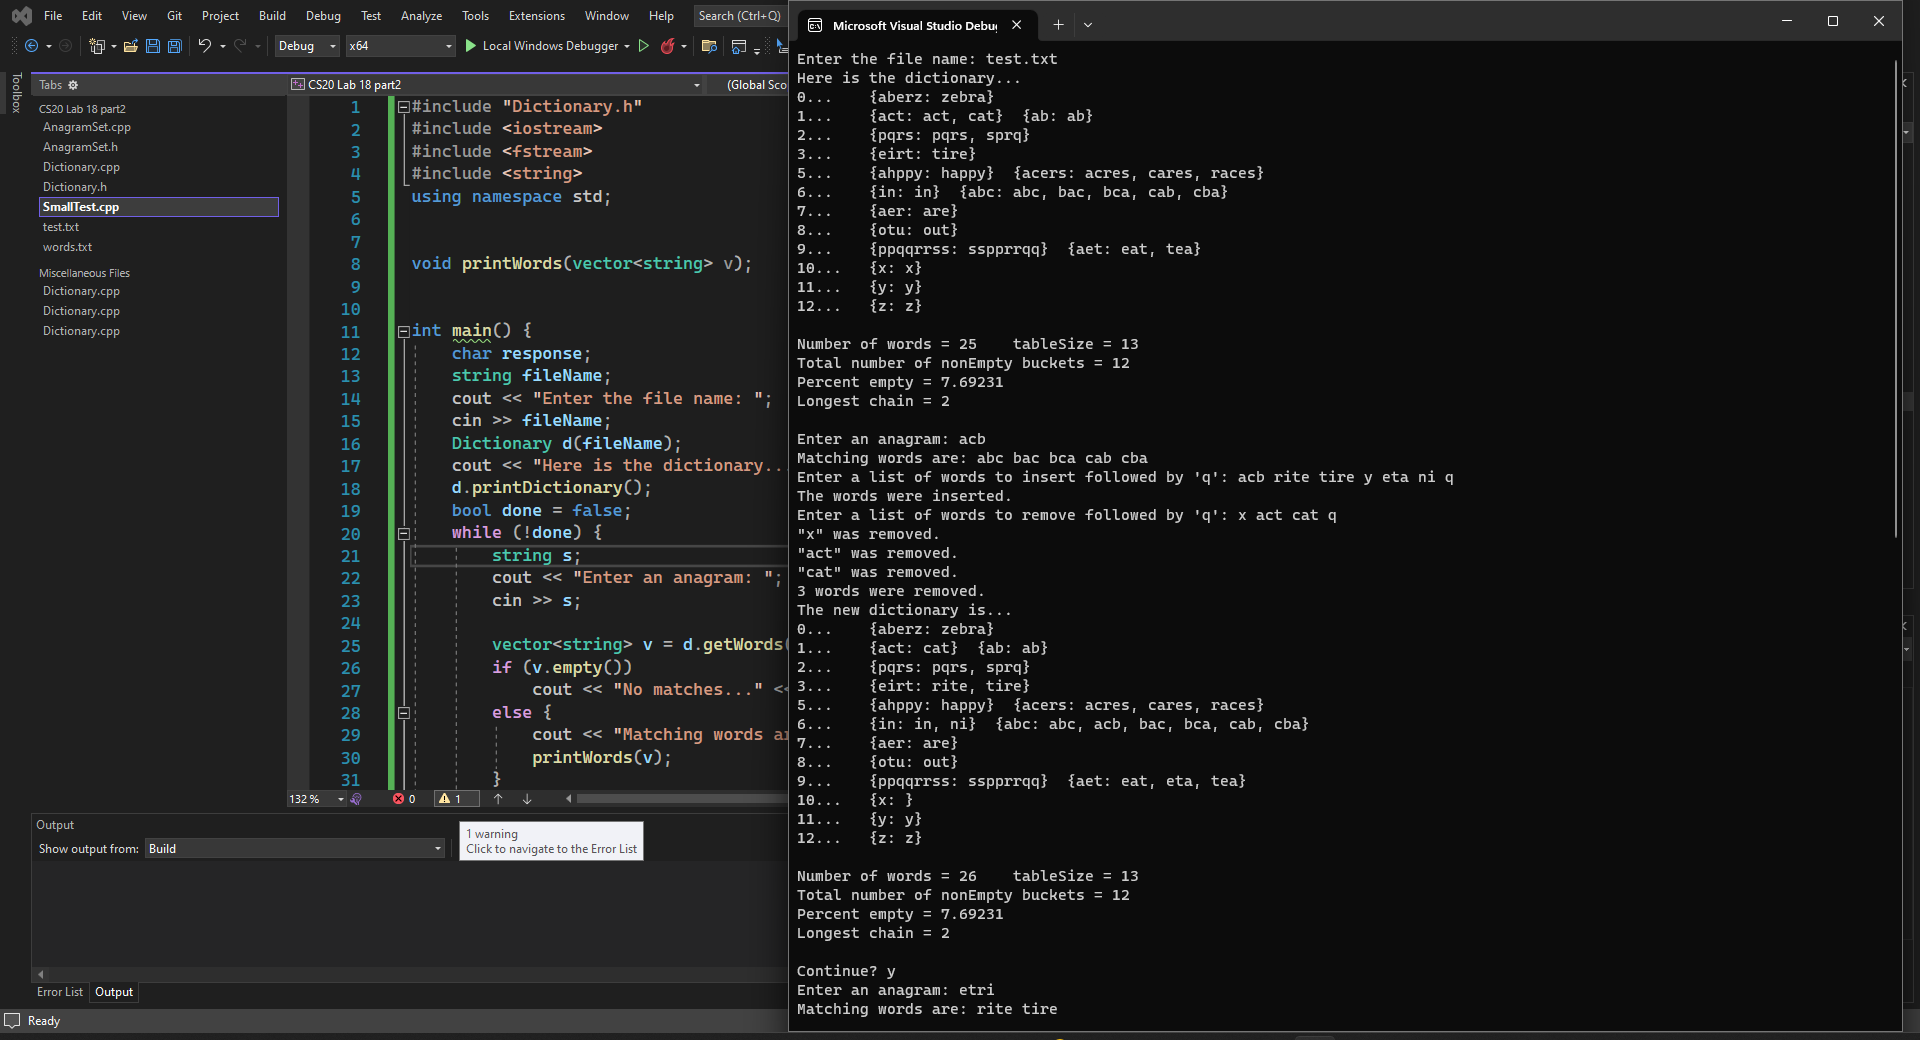 File Edit View Git Project Build Debug Test Analyze Tools Extensions Window Help Search (Ctrl+Q)
Debug x64 Local Windows Debugger
Toolbox
Tabs
CS20 Lab 18 part2
AnagramSet.cpp
AnagramSet.h
Dictionary.cpp
Dictionary.h
SmallTest.cpp
test.txt
words.txt
Miscellaneous Files
Dictionary.cpp
Dictionary.cpp
Dictionary.cpp
CS20 Lab 18 part2 (Global Sco
1 #include "Dictionary.h"
2 #include <iostream>
3 #include <fstream>
4 #include <string>
5 using namespace std;
6
7
8 void printWords(vector<string> v);
9
10
11 int main() {
12 char response;
13 string fileName;
14 cout << "Enter the file name: ";
15 cin >> fileName;
16 Dictionary d(fileName);
17 cout << "Here is the dictionary..
18 d.printDictionary();
19 bool done = false;
20 while (!done) {
21 string s;
22 cout << "Enter an anagram: ";
23 cin >> s;
24
25 vector<string> v = d.getWords(
26 if (v.empty())
27 cout << "No matches..." <<
28 else {
29 cout << "Matching words a
30 printWords(v);
31 }
132 % 0 1
Output
Show output from: Build
1 warning
Click to navigate to the Error List
Error List Output
Ready
Microsoft Visual Studio Debu
Enter the file name: test.txt
Here is the dictionary...
0... {aberz: zebra}
1... {act: act, cat} {ab: ab}
2... {pqrs: pqrs, sprq}
3... {eirt: tire}
5... {ahppy: happy} {acers: acres, cares, races}
6... {in: in} {abc: abc, bac, bca, cab, cba}
7... {aer: are}
8... {otu: out}
9... {ppqqrrss: sspprrqq} {aet: eat, tea}
10... {x: x}
11... {y: y}
12... {z: z}
Number of words = 25 tableSize = 13
Total number of nonEmpty buckets = 12
Percent empty = 7.69231
Longest chain = 2
Enter an anagram: acb
Matching words are: abc bac bca cab cba
Enter a list of words to insert followed by 'q': acb rite tire y eta ni q
The words were inserted.
Enter a list of words to remove followed by 'q': x act cat q
"x" was removed.
"act" was removed.
"cat" was removed.
3 words were removed.
The new dictionary is...
0... {aberz: zebra}
1... {act: cat} {ab: ab}
2... {pqrs: pqrs, sprq}
3... {eirt: rite, tire}
5... {ahppy: happy} {acers: acres, cares, races}
6... {in: in, ni} {abc: abc, acb, bac, bca, cab, cba}
7... {aer: are}
8... {otu: out}
9... {ppqqrrss: sspprrqq} {aet: eat, eta, tea}
10... {x: }
11... {y: y}
12... {z: z}
Number of words = 26 tableSize = 13
Total number of nonEmpty buckets = 12
Percent empty = 7.69231
Longest chain = 2
Continue? y
Enter an anagram: etri
Matching words are: rite tire